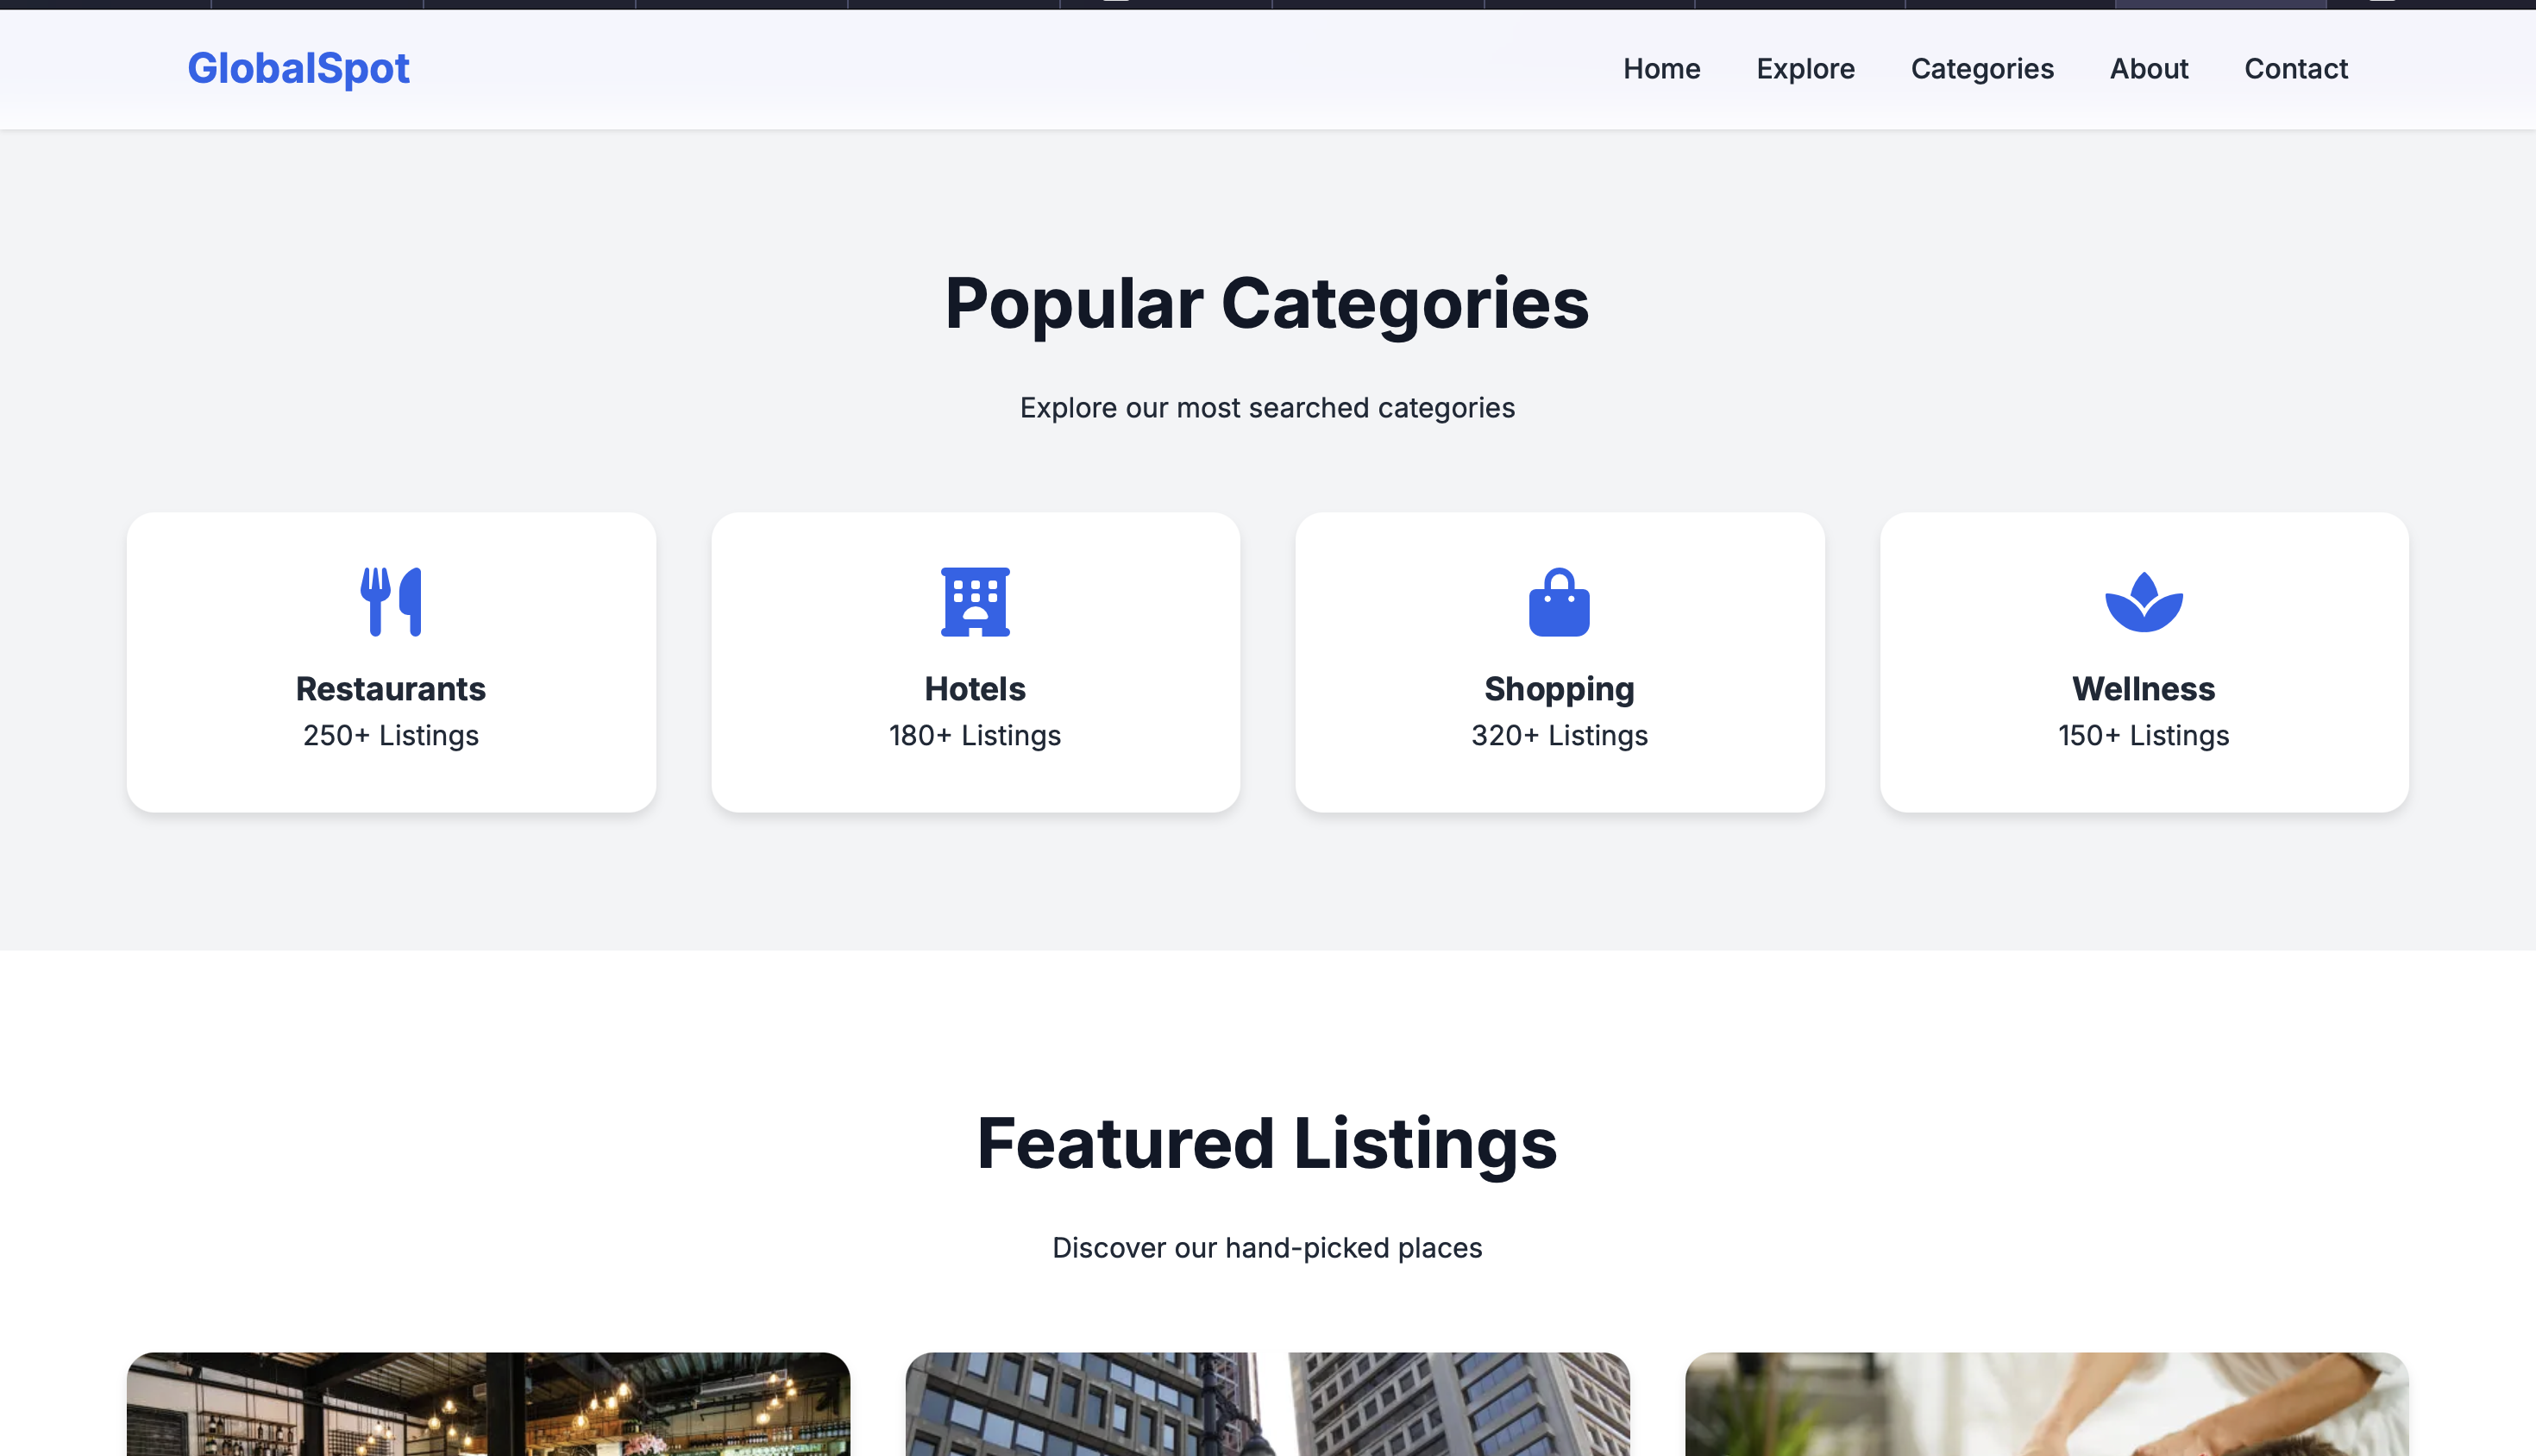 GlobalSpot
Home Explore Categories About Contact
Popular Categories
Explore our most searched categories
Restaurants
250+ Listings
Hotels
180+ Listings
Shopping
320+ Listings
Wellness
150+ Listings
Featured Listings
Discover our hand-picked places